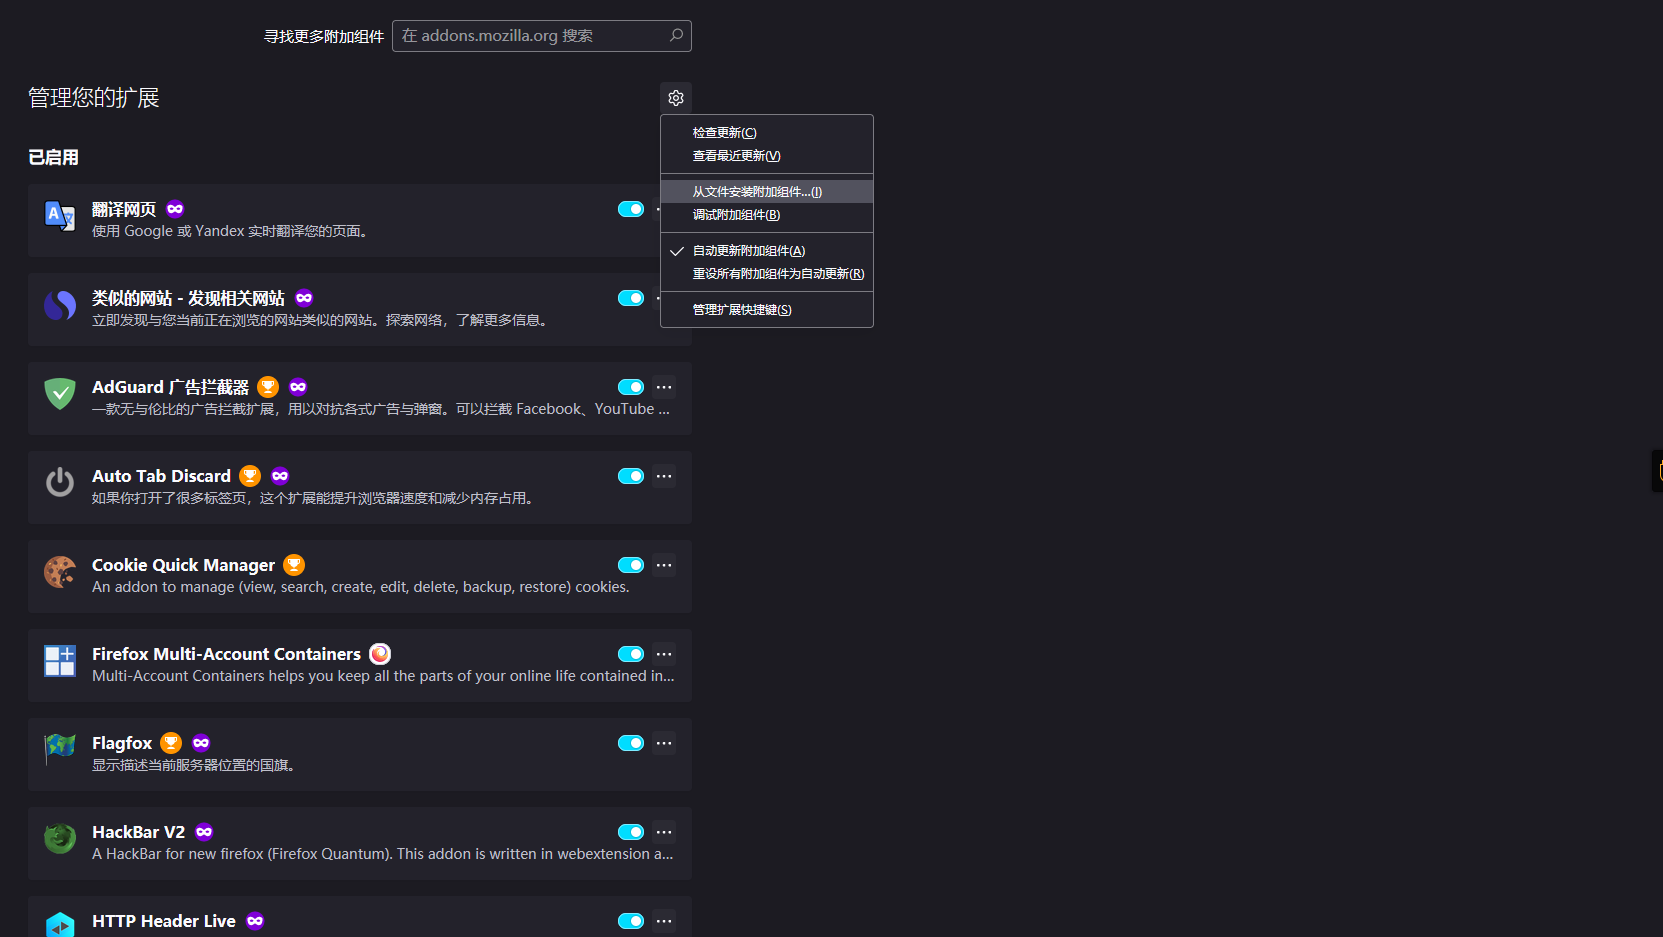 寻找更多附加组件
在 addons.mozilla.org 搜索
管理您的扩展
检查更新(C)
查看最近更新(V)
从文件安装附加组件...(I)
调试附加组件(B)
自动更新附加组件(A)
重设所有附加组件为自动更新(R)
管理扩展快捷键(S)
已启用
翻译网页
使用 Google 或 Yandex 实时翻译您的页面。
类似的网站 - 发现相关网站
立即发现与您当前正在浏览的网站类似的网站。探索网络，了解更多信息。
AdGuard 广告拦截器
一款无与伦比的广告拦截扩展，用以对抗各式广告与弹窗。可以拦截 Facebook、YouTube ...
Auto Tab Discard
如果你打开了很多标签页，这个扩展能提升浏览器速度和减少内存占用。
Cookie Quick Manager
An addon to manage (view, search, create, edit, delete, backup, restore) cookies.
Firefox Multi-Account Containers
Multi-Account Containers helps you keep all the parts of your online life contained in...
Flagfox
显示描述当前服务器位置的国旗。
HackBar V2
A HackBar for new firefox (Firefox Quantum). This addon is written in webextension a...
HTTP Header Live